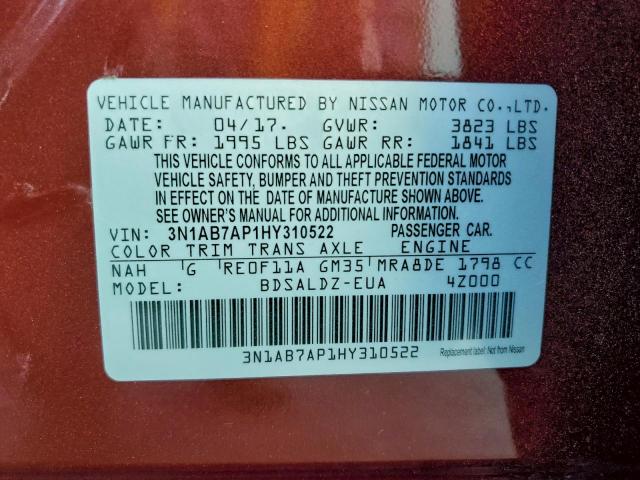 VEHICLE MANUFACTURED BY NISSAN MOTOR CO.,LTD.
DATE: 04/17. GVWR: 3823 LBS
GAWR FR: 1995 LBS GAWR RR: 1841 LBS
THIS VEHICLE CONFORMS TO ALL APPLICABLE FEDERAL MOTOR
VEHICLE SAFETY, BUMPER AND THEFT PREVENTION STANDARDS
IN EFFECT ON THE DATE OF MANUFACTURE SHOWN ABOVE.
SEE OWNER'S MANUAL FOR ADDITIONAL INFORMATION.
VIN: 3N1AB7AP1HY310522 PASSENGER CAR.
COLOR TRIM TRANS AXLE ENGINE
NAH G RE0F11A GM35 MRA8DE 1798 CC
MODEL: BDSALDZ-EUA 4Z000
3N1AB7AP1HY310522
Replacement label: Not from Nissan